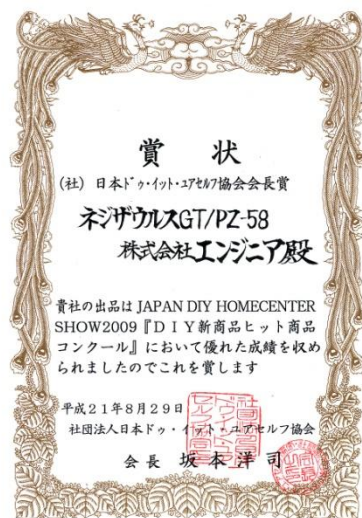 賞状
(社) 日本ドゥ・イット・ユアセルフ協会会長賞
ネジザウルスGT/PZ-58
株式会社エンジニア殿
貴社の出品は JAPAN DIY HOMECENTER
SHOW2009『ＤＩＹ新商品ヒット商品
コンクール』において優れた成績を収め
られましたのでこれを賞します
平成21年8月29日
社団法人日本ドゥ・イット・ユアセルフ協会
会長 坂本洋司